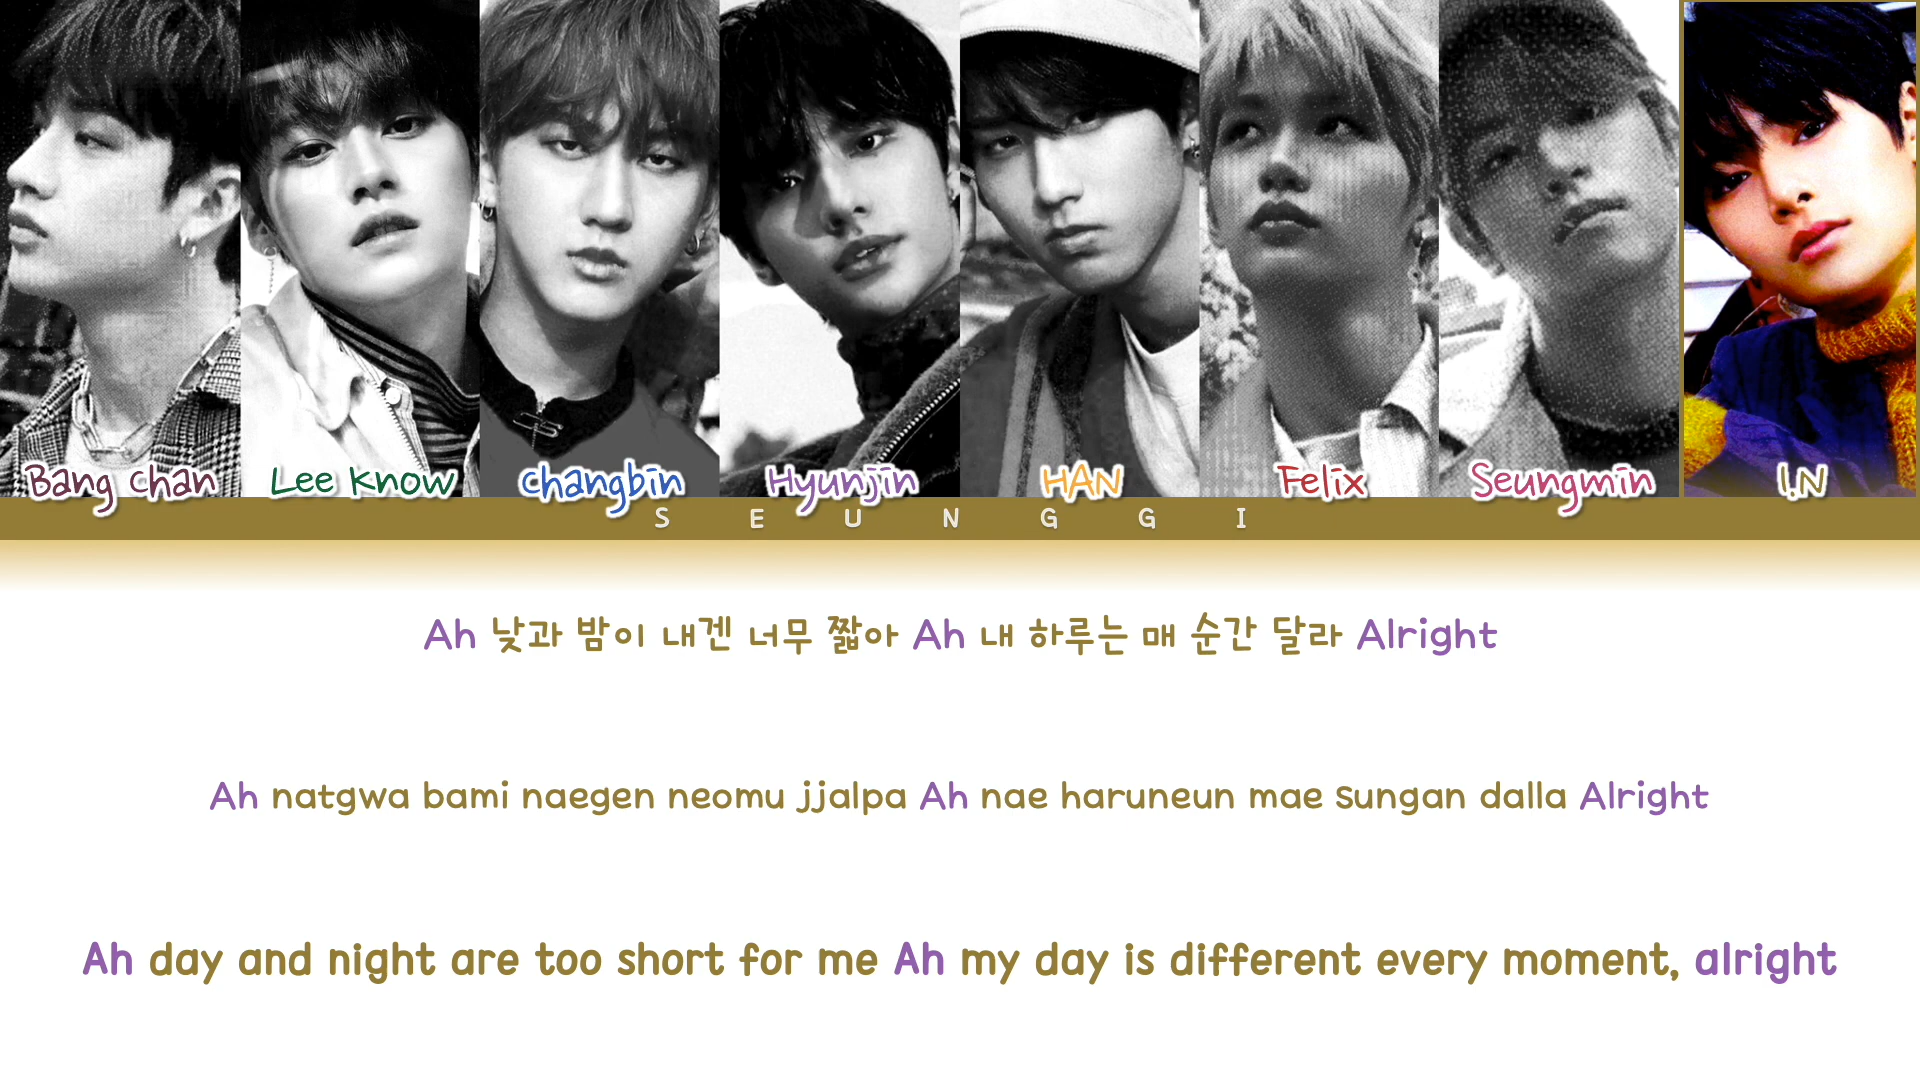 Bang Chan Lee Know Changbin Hyunjin HAN Felix Seungmin I.N
SEUNGGI
Ah 낮과 밤이 내겐 너무 짧아 Ah 내 하루는 매 순간 달라 Alright
Ah natgwa bami naegen neomu jjalpa Ah nae haruneun mae sungan dalla Alright
Ah day and night are too short for me Ah my day is different every moment, alright